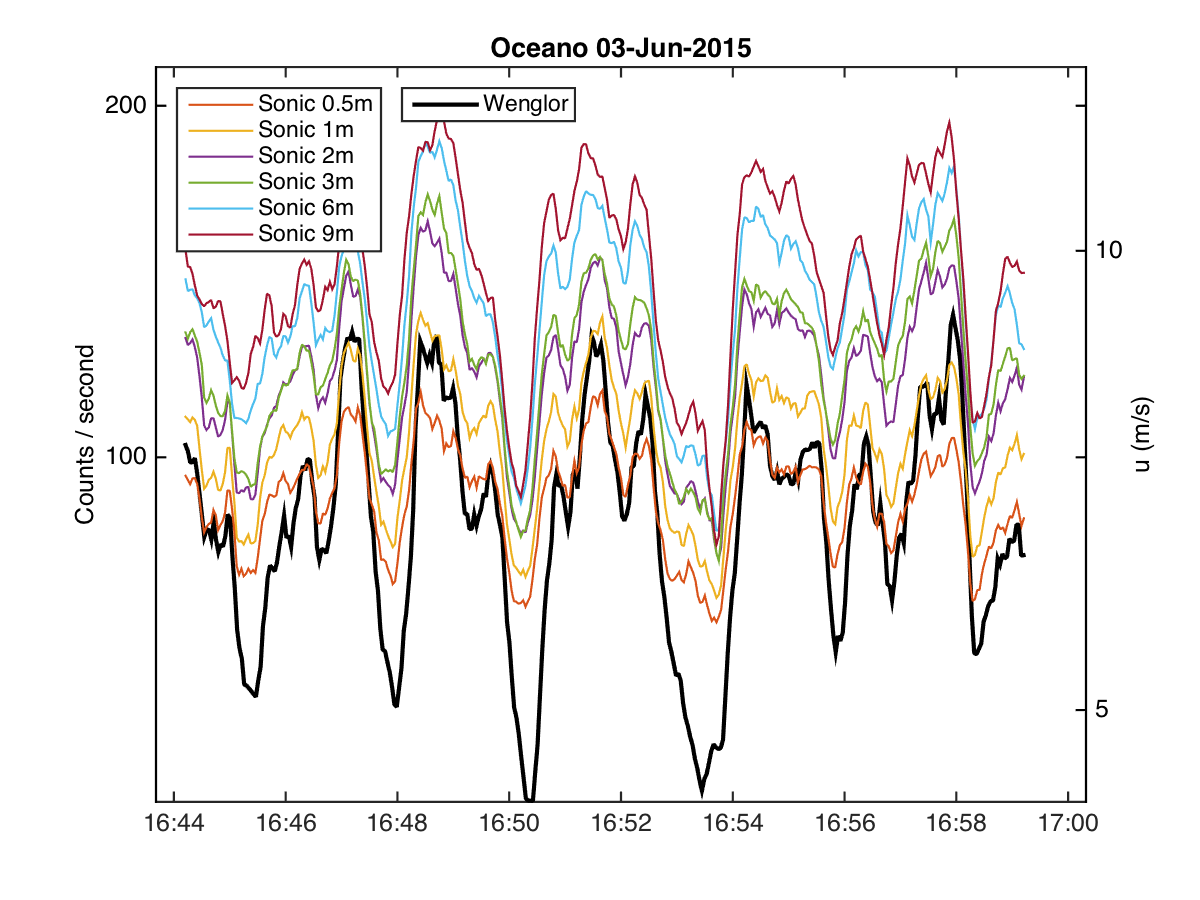 Oceano 03-Jun-2015
200
100
Counts / second
Sonic 0.5m
Sonic 1m
Sonic 2m
Sonic 3m
Sonic 6m
Sonic 9m
Wenglor
10
5
u (m/s)
16:44 16:46 16:48 16:50 16:52 16:54 16:56 16:58 17:00